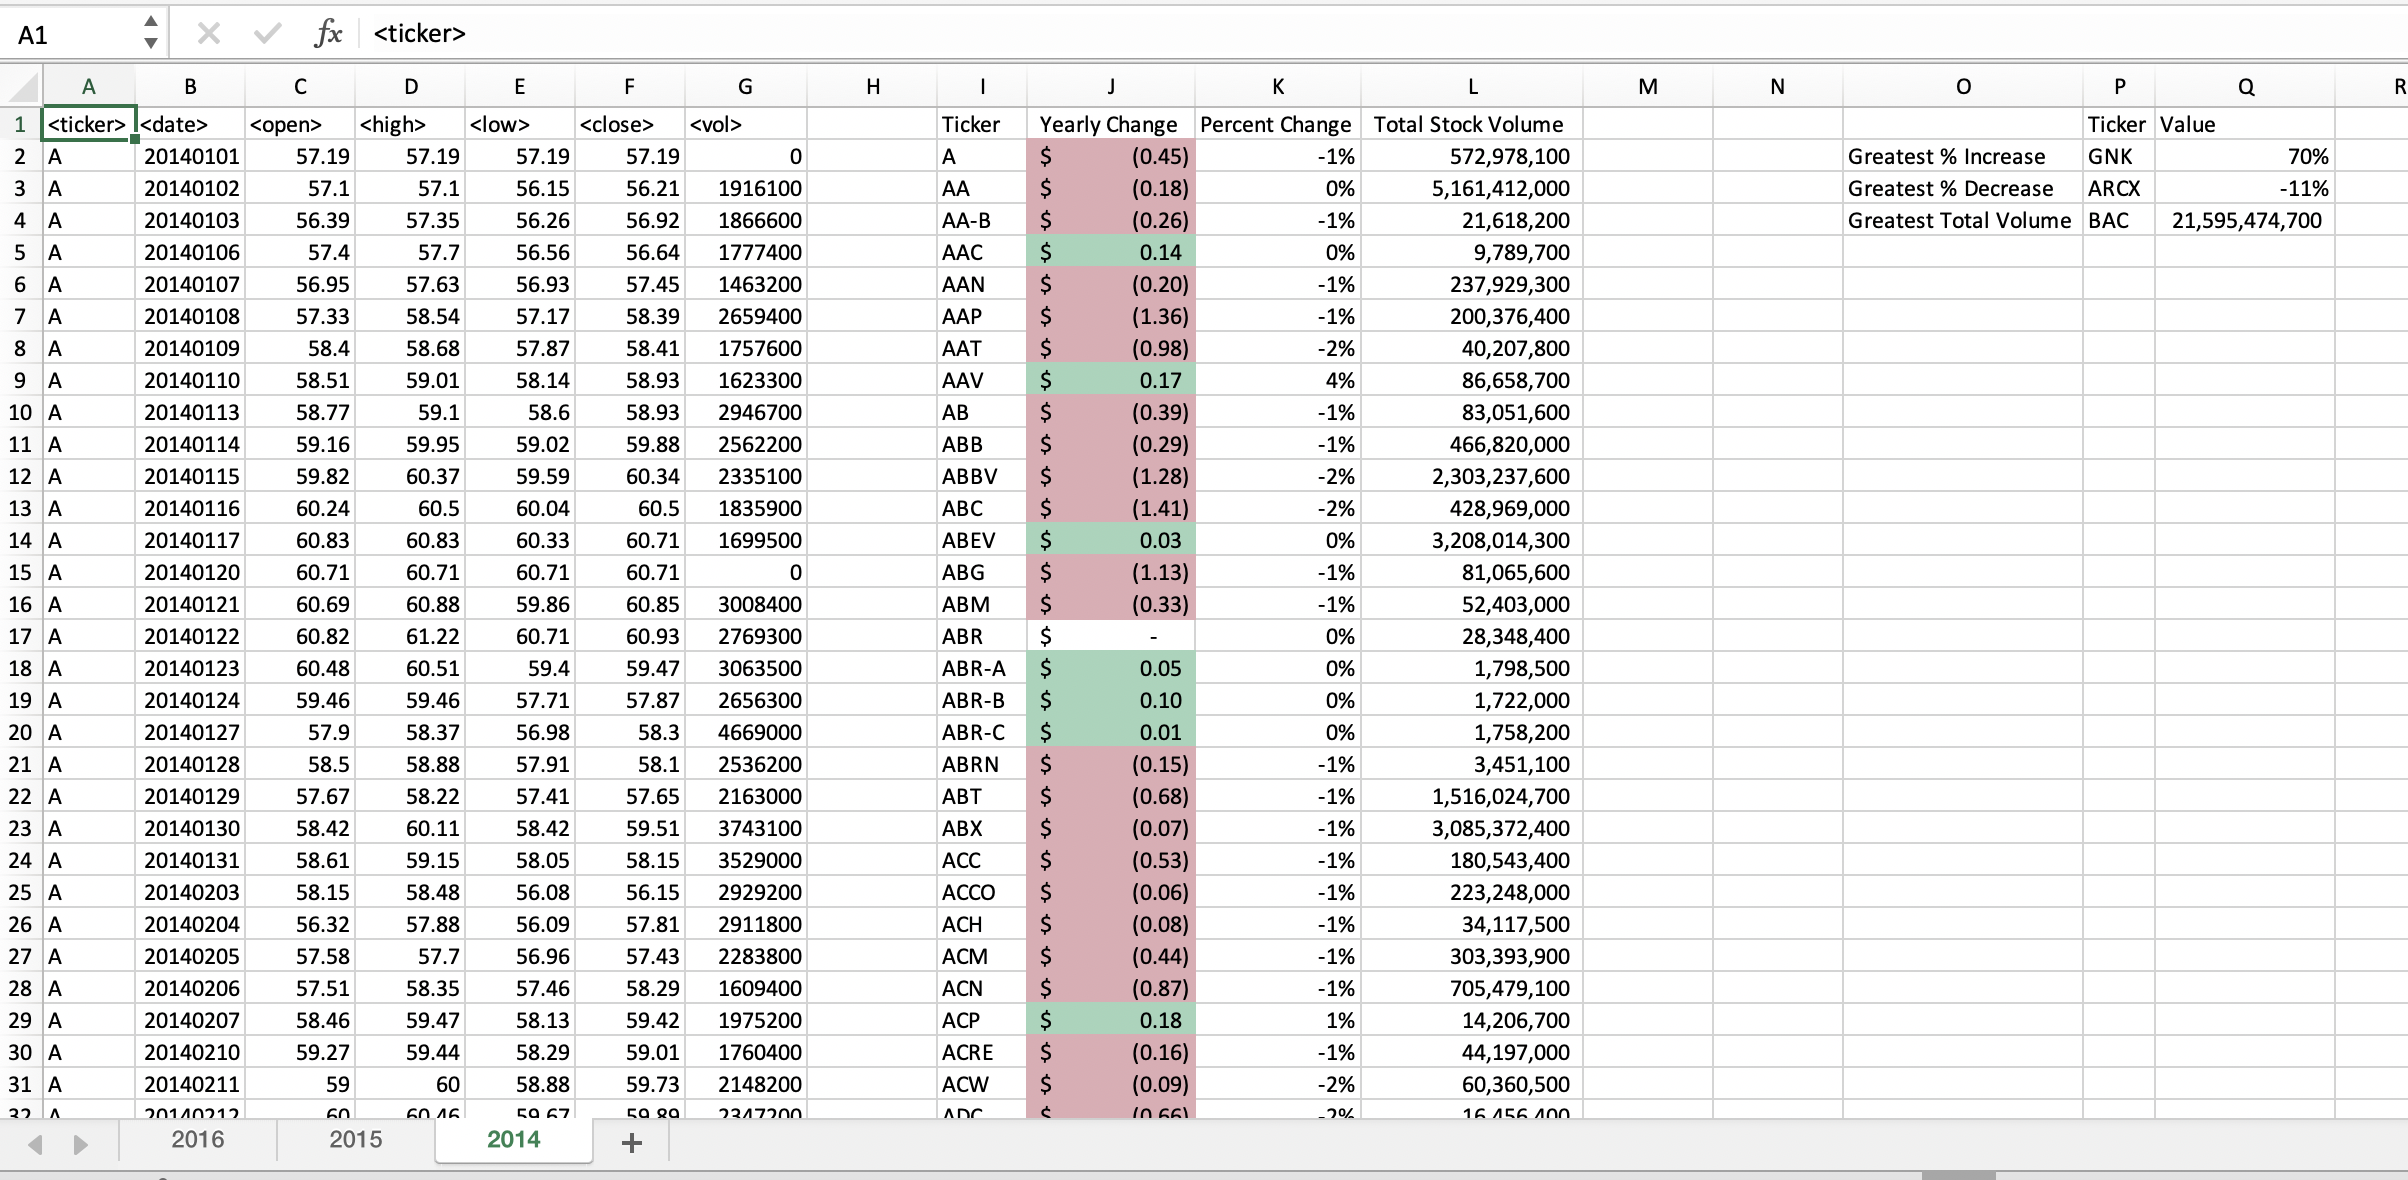 A1 fx <ticker>
A B C D E F G H I J K L M N O P Q R
1 <ticker> <date> <open> <high> <low> <close> <vol> Ticker Yearly Change Percent Change Total Stock Volume Ticker Value
2 A 20140101 57.19 57.19 57.19 57.19 0 A $ (0.45) -1% 572,978,100 Greatest % Increase GNK 70%
3 A 20140102 57.1 57.1 56.15 56.21 1916100 AA $ (0.18) 0% 5,161,412,000 Greatest % Decrease ARCX -11%
4 A 20140103 56.39 57.35 56.26 56.92 1866600 AA-B $ (0.26) -1% 21,618,200 Greatest Total Volume BAC 21,595,474,700
5 A 20140106 57.4 57.7 56.56 56.64 1777400 AAC $ 0.14 0% 9,789,700
6 A 20140107 56.95 57.63 56.93 57.45 1463200 AAN $ (0.20) -1% 237,929,300
7 A 20140108 57.33 58.54 57.17 58.39 2659400 AAP $ (1.36) -1% 200,376,400
8 A 20140109 58.4 58.68 57.87 58.41 1757600 AAT $ (0.98) -2% 40,207,800
9 A 20140110 58.51 59.01 58.14 58.93 1623300 AAV $ 0.17 4% 86,658,700
10 A 20140113 58.77 59.1 58.6 58.93 2946700 AB $ (0.39) -1% 83,051,600
11 A 20140114 59.16 59.95 59.02 59.88 2562200 ABB $ (0.29) -1% 466,820,000
12 A 20140115 59.82 60.37 59.59 60.34 2335100 ABBV $ (1.28) -2% 2,303,237,600
13 A 20140116 60.24 60.5 60.04 60.5 1835900 ABC $ (1.41) -2% 428,969,000
14 A 20140117 60.83 60.83 60.33 60.71 1699500 ABEV $ 0.03 0% 3,208,014,300
15 A 20140120 60.71 60.71 60.71 60.71 0 ABG $ (1.13) -1% 81,065,600
16 A 20140121 60.69 60.88 59.86 60.85 3008400 ABM $ (0.33) -1% 52,403,000
17 A 20140122 60.82 61.22 60.71 60.93 2769300 ABR $ - 0% 28,348,400
18 A 20140123 60.48 60.51 59.4 59.47 3063500 ABR-A $ 0.05 0% 1,798,500
19 A 20140124 59.46 59.46 57.71 57.87 2656300 ABR-B $ 0.10 0% 1,722,000
20 A 20140127 57.9 58.37 56.98 58.3 4669000 ABR-C $ 0.01 0% 1,758,200
21 A 20140128 58.5 58.88 57.91 58.1 2536200 ABRN $ (0.15) -1% 3,451,100
22 A 20140129 57.67 58.22 57.41 57.65 2163000 ABT $ (0.68) -1% 1,516,024,700
23 A 20140130 58.42 60.11 58.42 59.51 3743100 ABX $ (0.07) -1% 3,085,372,400
24 A 20140131 58.61 59.15 58.05 58.15 3529000 ACC $ (0.53) -1% 180,543,400
25 A 20140203 58.15 58.48 56.08 56.15 2929200 ACCO $ (0.06) -1% 223,248,000
26 A 20140204 56.32 57.88 56.09 57.81 2911800 ACH $ (0.08) -1% 34,117,500
27 A 20140205 57.58 57.7 56.96 57.43 2283800 ACM $ (0.44) -1% 303,393,900
28 A 20140206 57.51 58.35 57.46 58.29 1609400 ACN $ (0.87) -1% 705,479,100
29 A 20140207 58.46 59.47 58.13 59.42 1975200 ACP $ 0.18 1% 14,206,700
30 A 20140210 59.27 59.44 58.29 59.01 1760400 ACRE $ (0.16) -1% 44,197,000
31 A 20140211 59 60 58.88 59.73 2148200 ACW $ (0.09) -2% 60,360,500
32 A 20140212 60 60.46 59.67 59.89 2347200 ADC $ (0.66) -2% 16,456,400
2016 2015 2014 +